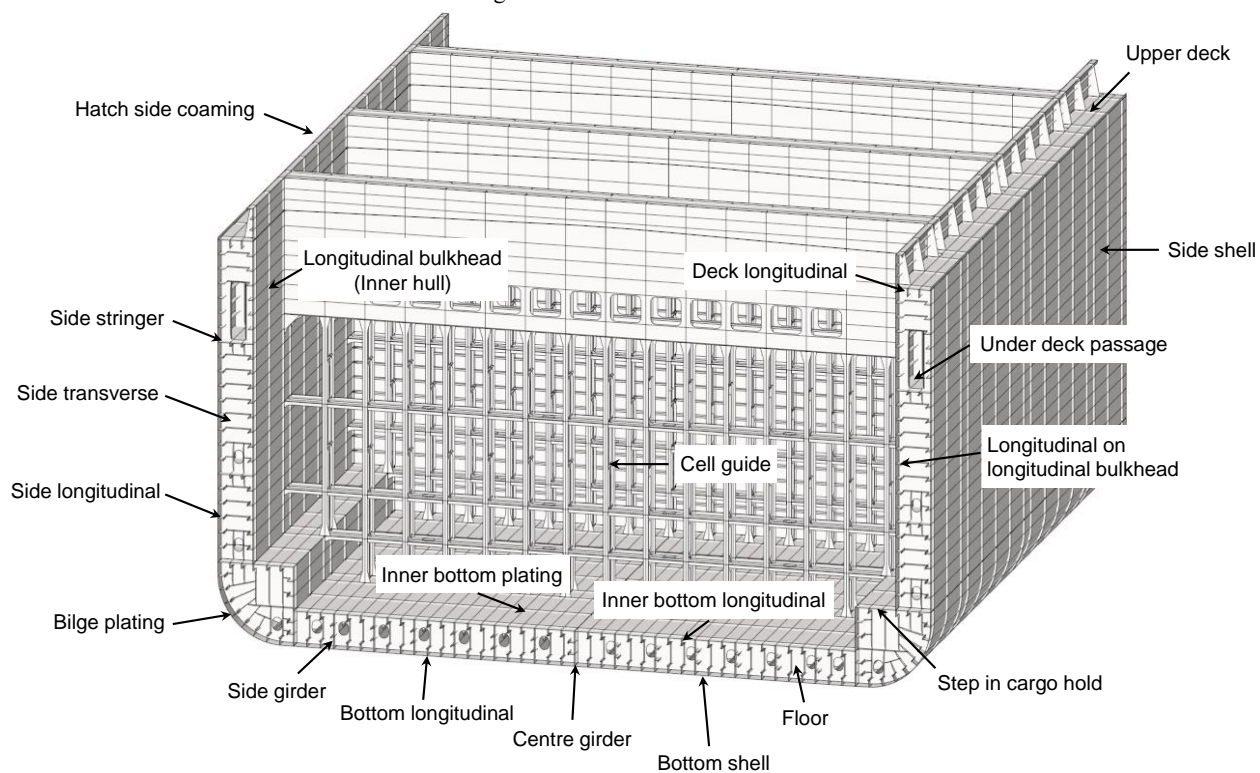 Upper deck
Hatch side coaming
Side shell
Longitudinal bulkhead
(Inner hull)
Deck longitudinal
Side stringer
Under deck passage
Side transverse
Cell guide
Longitudinal on
longitudinal bulkhead
Side longitudinal
Inner bottom plating
Inner bottom longitudinal
Bilge plating
Side girder
Step in cargo hold
Bottom longitudinal
Floor
Centre girder
Bottom shell